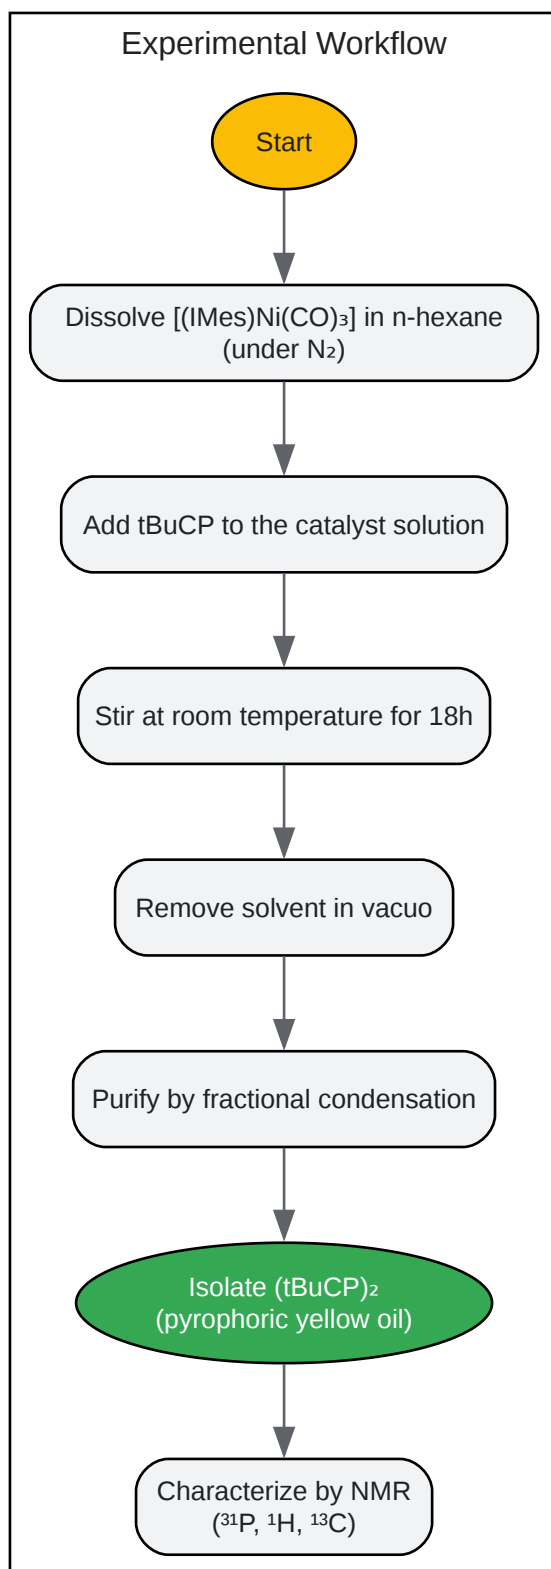 Experimental Workflow
Start
Dissolve [(IMes)Ni(CO)₃] in n-hexane
(under N₂)
Add tBuCP to the catalyst solution
Stir at room temperature for 18h
Remove solvent in vacuo
Purify by fractional condensation
Isolate (tBuCP)₂
(pyrophoric yellow oil)
Characterize by NMR
(³¹P, ¹H, ¹³C)